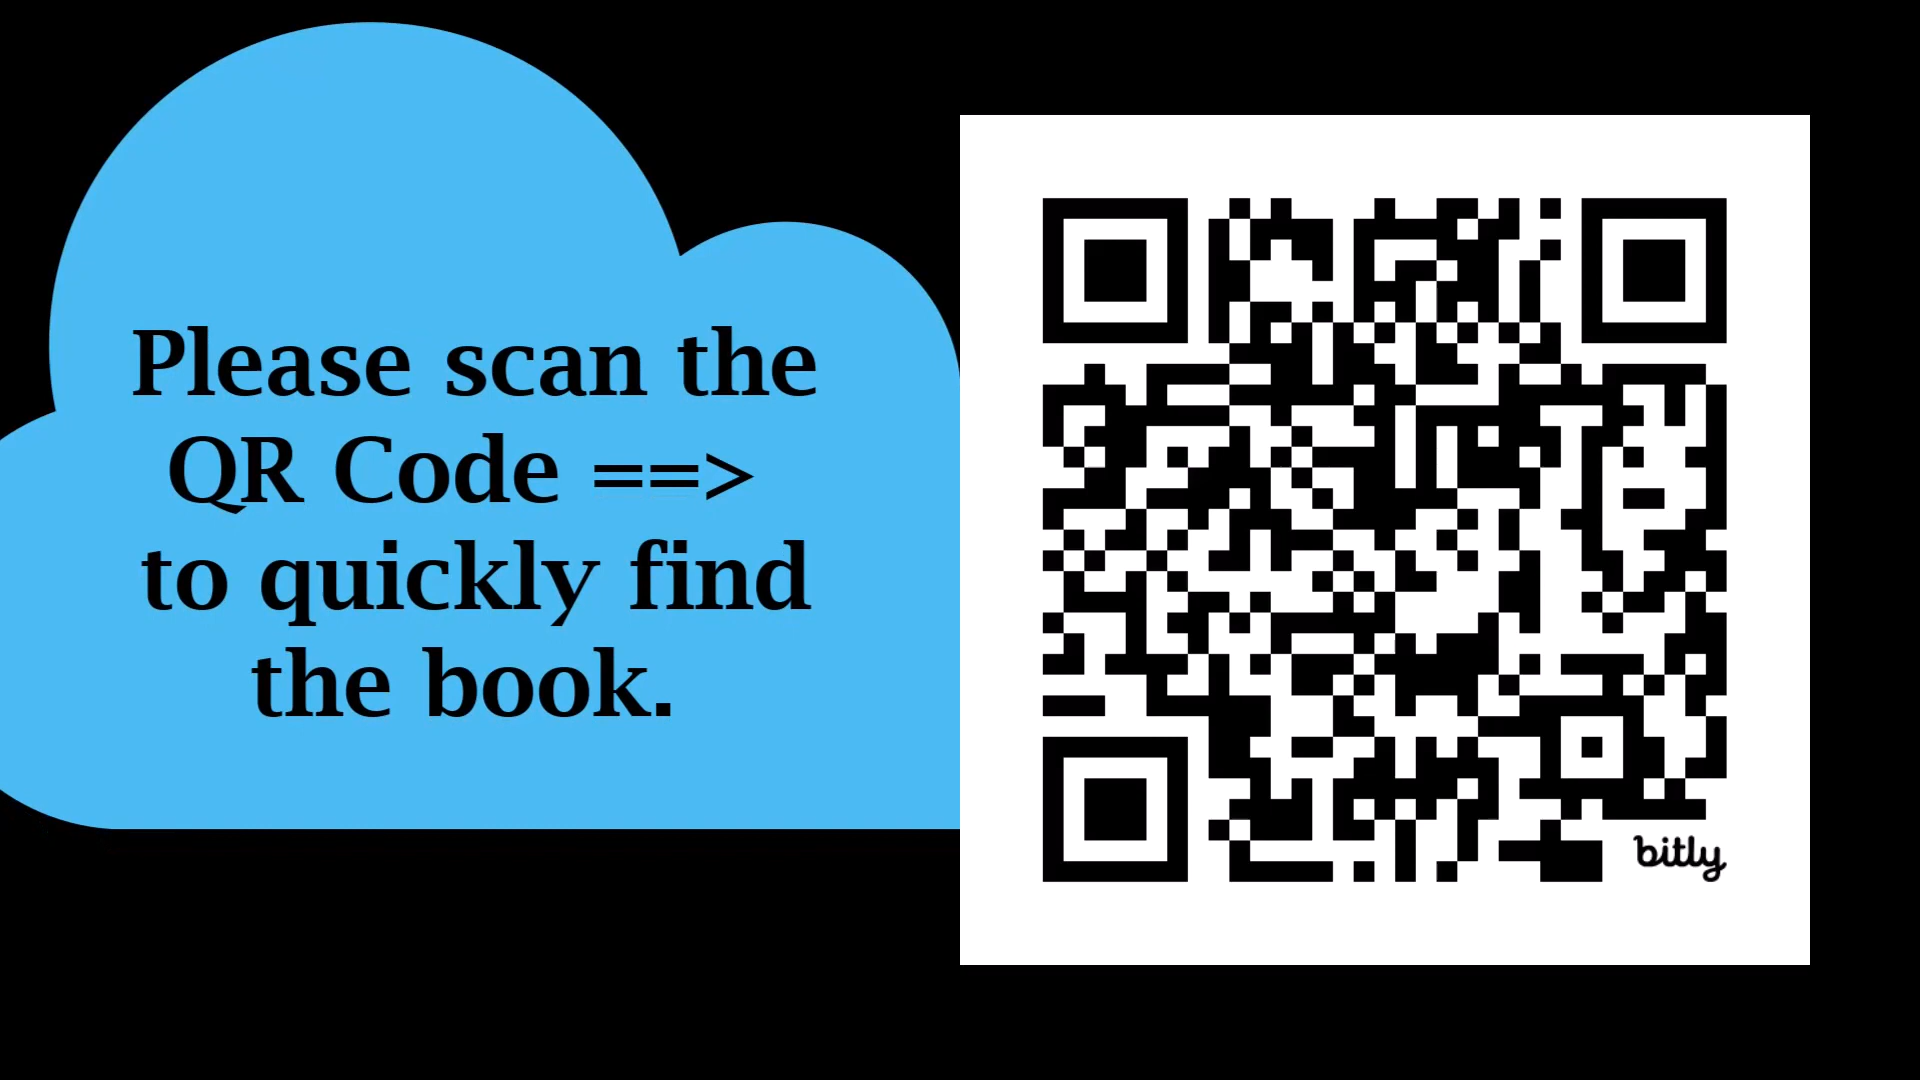 Please scan the
QR Code ==>
to quickly find
the book.
bitly